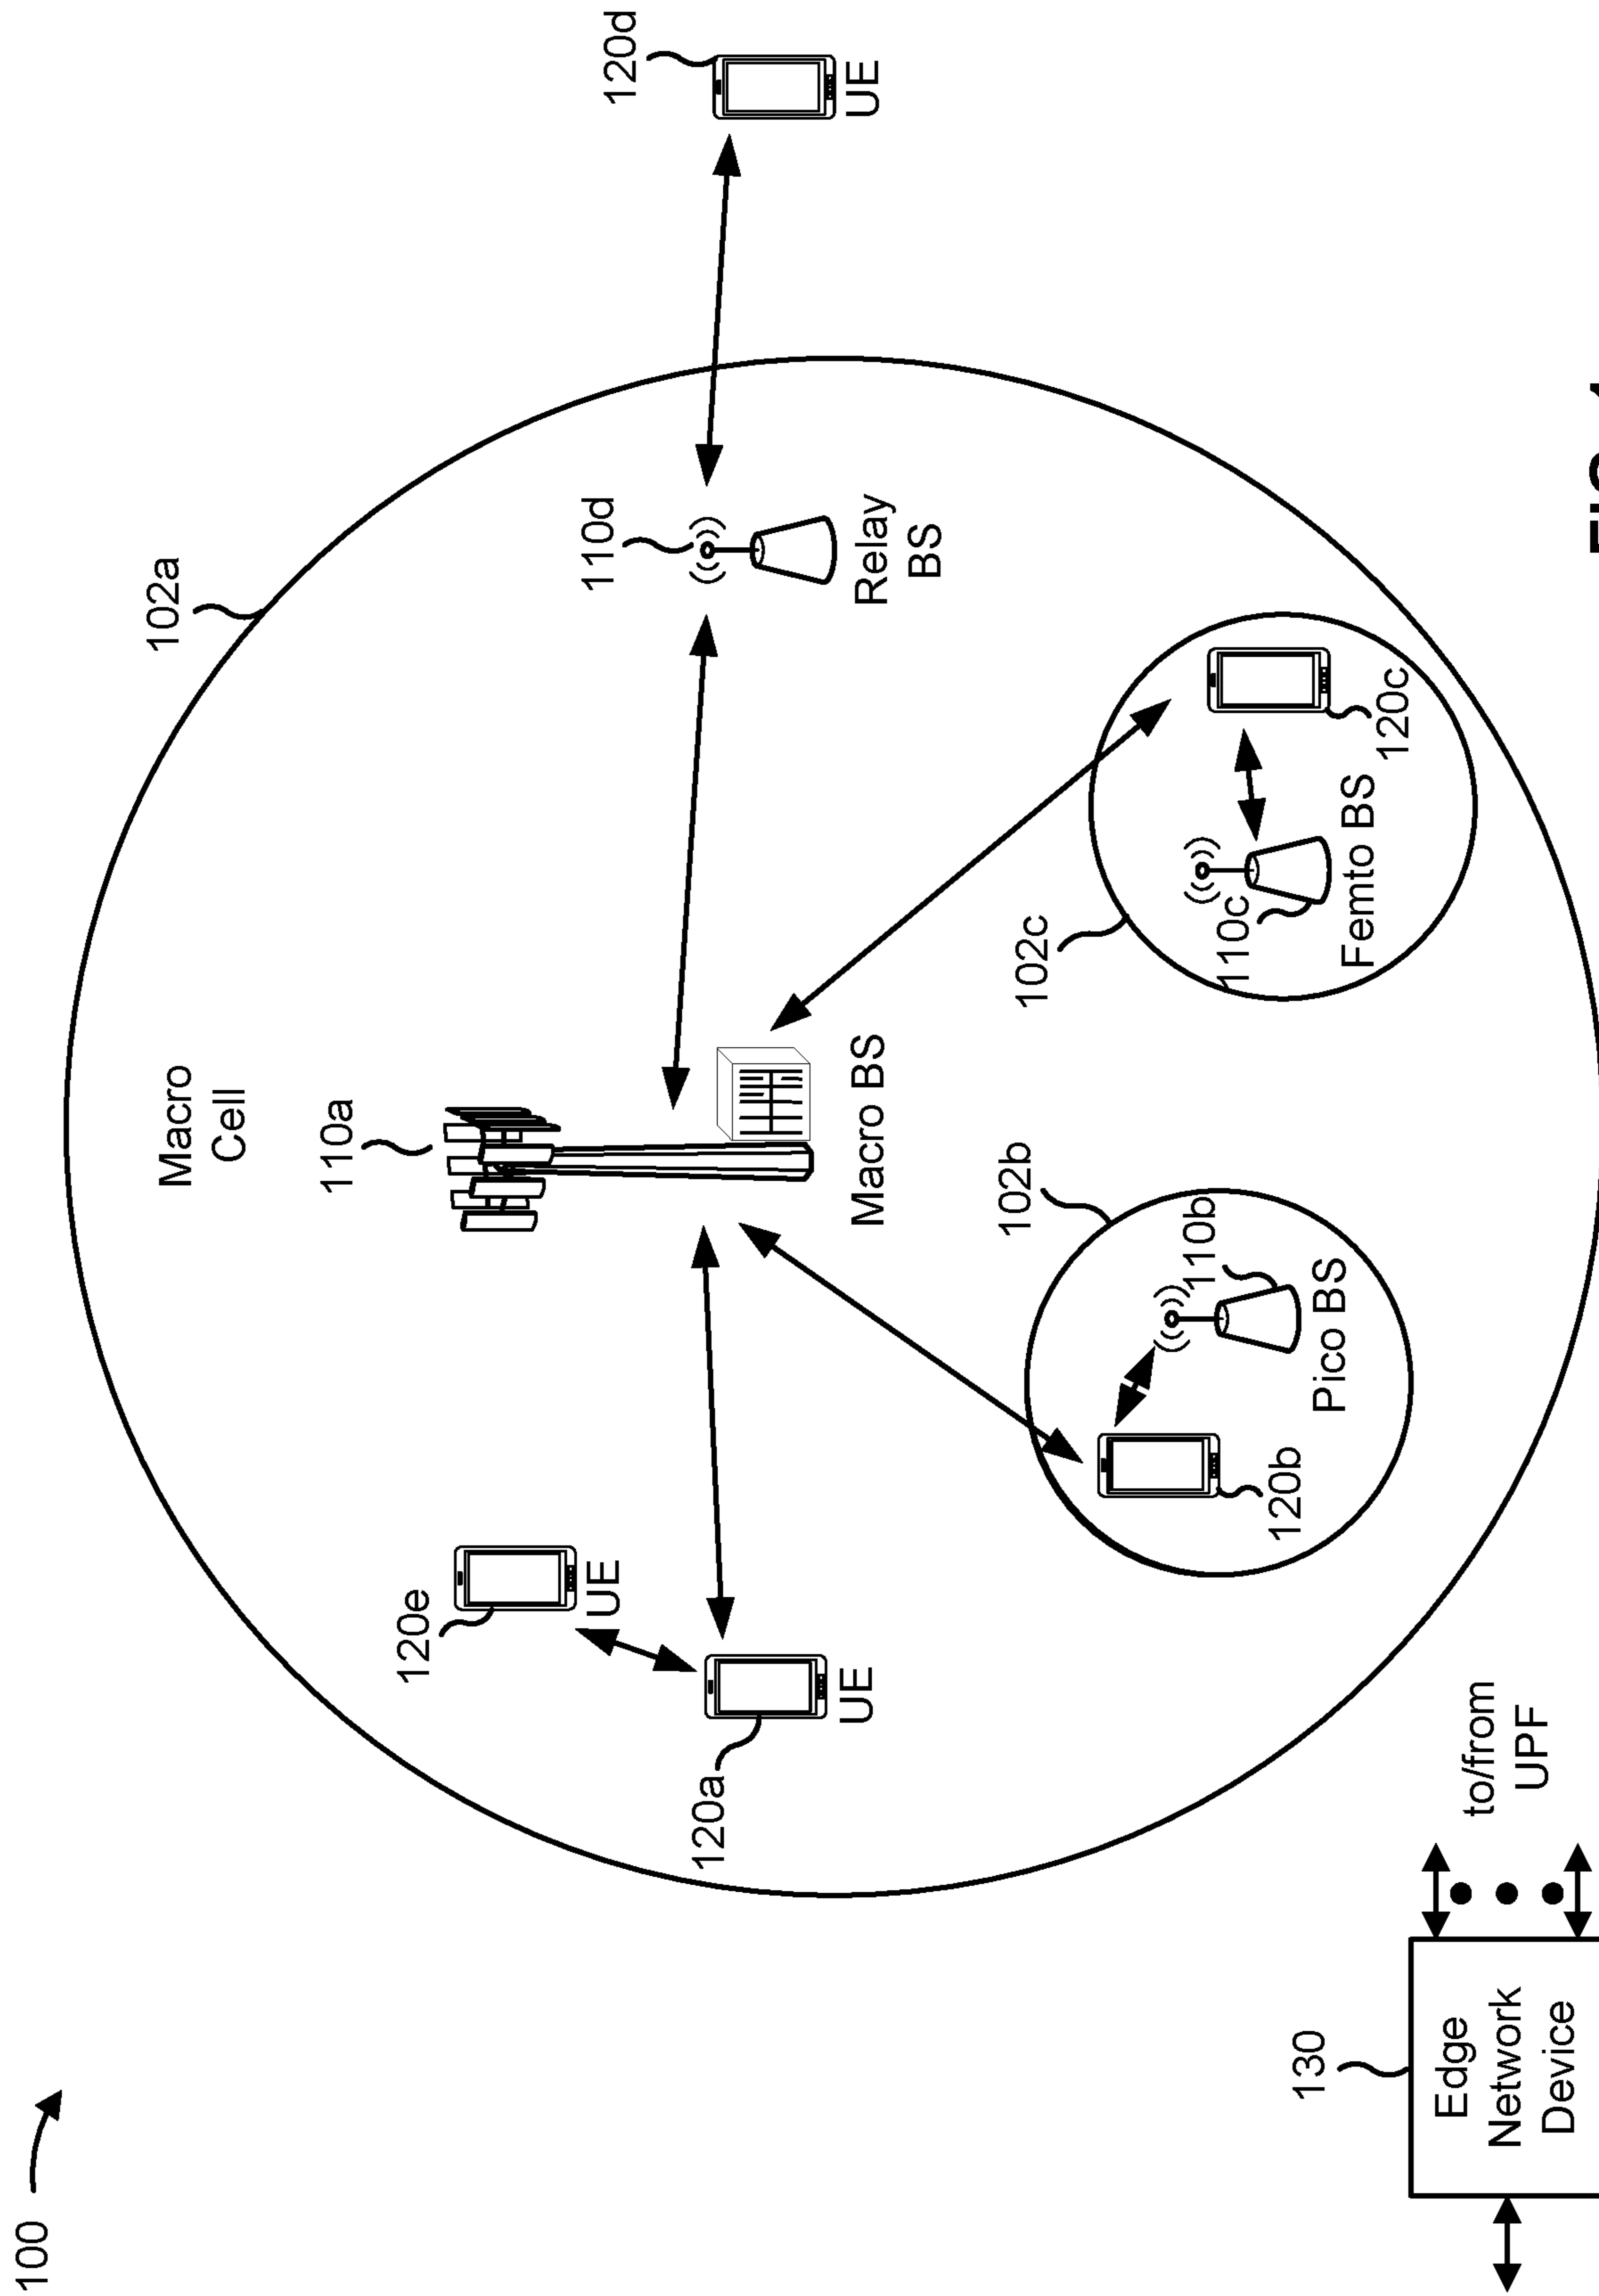 100
102a
Macro
Cell
110a
120d
UE
110d
Relay
BS
120e
UE
120a
UE
Macro BS
102b
110b
Pico BS
120b
102c
110c
Femto BS
120c
130
Edge
Network
Device
to/from
UPF